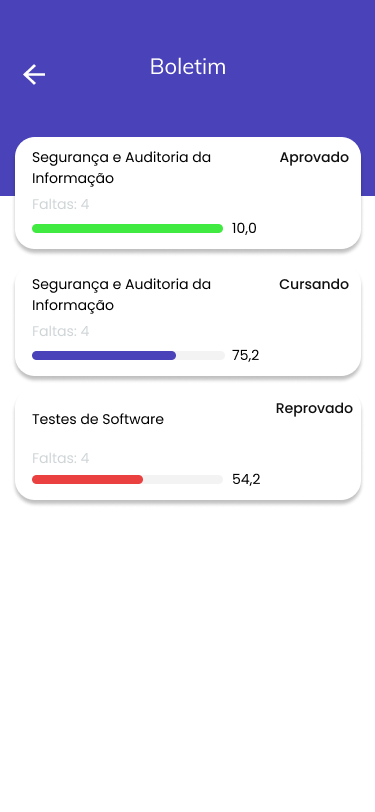 Boletim
Segurança e Auditoria da
Informação
Aprovado
Faltas: 4
10,0
Segurança e Auditoria da
Informação
Cursando
Faltas: 4
75,2
Reprovado
Testes de Software
Faltas: 4
54,2